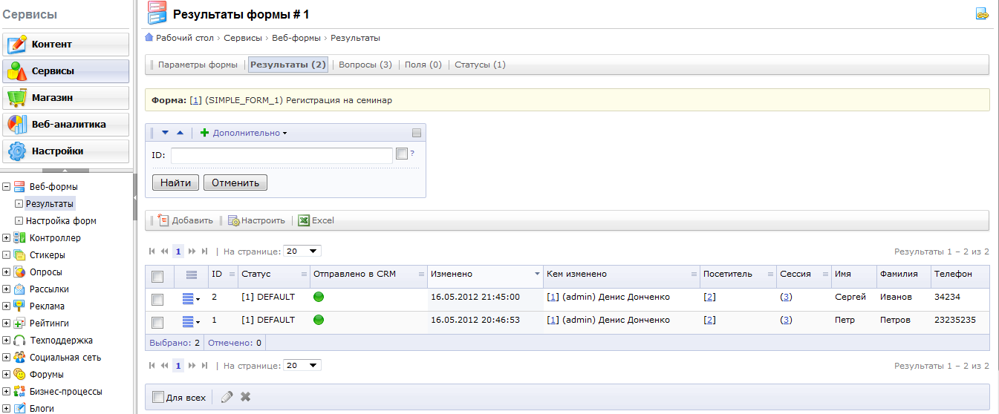 Сервисы
Контент
Сервисы
Магазин
Веб-аналитика
Настройки
Веб-формы
Результаты
Настройка форм
Контроллер
Стикеры
Опросы
Рассылки
Реклама
Рейтинги
Техподдержка
Социальная сеть
Форумы
Бизнес-процессы
Блоги
Результаты формы # 1
Рабочий стол › Сервисы › Веб-формы › Результаты
Параметры формы Результаты (2) Вопросы (3) Поля (0) Статусы (1)
Форма: [1] (SIMPLE_FORM_1) Регистрация на семинар
Дополнительно
ID: ?
Найти Отменить
Добавить Настроить Excel
1 | На странице: 20 Результаты 1 – 2 из 2
ID Статус Отправлено в CRM Изменено Кем изменено Посетитель Сессия Имя Фамилия Телефон
2 [1] DEFAULT 16.05.2012 21:45:00 [1] (admin) Денис Донченко [2] (3) Сергей Иванов 34234
1 [1] DEFAULT 16.05.2012 20:46:53 [1] (admin) Денис Донченко [2] (3) Петр Петров 23235235
Выбрано: 2 Отмечено: 0
1 | На странице: 20 Результаты 1 – 2 из 2
Для всех